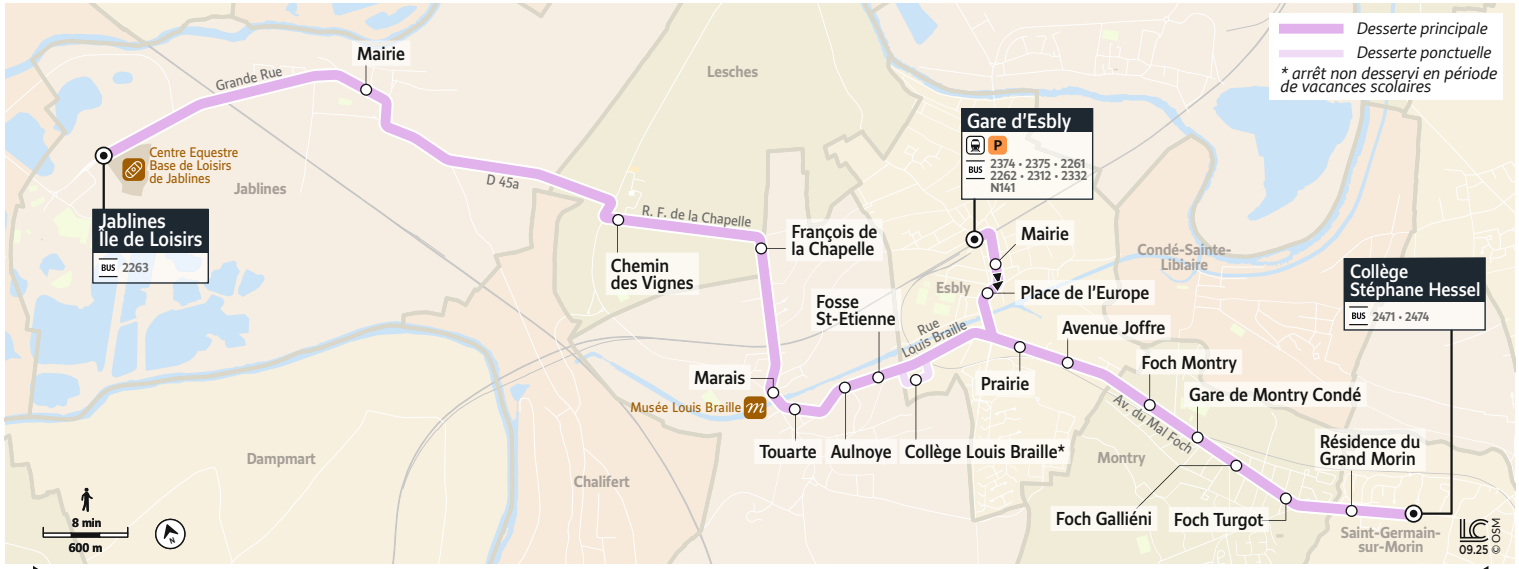 Desserte principale
Desserte ponctuelle
* arrêt non desservi en période
de vacances scolaires
Mairie
Grande Rue
Lesches
Centre Equestre
Base de Loisirs
de Jablines
Jablines
D 45a
Jablines
Île de Loisirs
*
BUS 2263
R. F. de la Chapelle
Chemin
des Vignes
François de
la Chapelle
Gare d'Esbly
P
BUS
2374 • 2375 • 2261
2262 • 2312 • 2332
N141
Mairie
Esbly
Place de l'Europe
Condé-Sainte-
Libiaire
Collège
Stéphane Hessel
BUS 2471 • 2474
Fosse
St-Etienne
Rue
Louis Braille
Avenue Joffre
Prairie
Foch Montry
Gare de Montry Condé
Av. du Mal Foch
Marais
Musée Louis Braille
m
Touarte
Aulnoye
Collège Louis Braille*
Montry
Résidence du
Grand Morin
Dampmart
Chalifert
Foch Galliéni
Foch Turgot
Saint-Germain-
sur-Morin
8 min
600 m
N
LC
09.25
© OSM